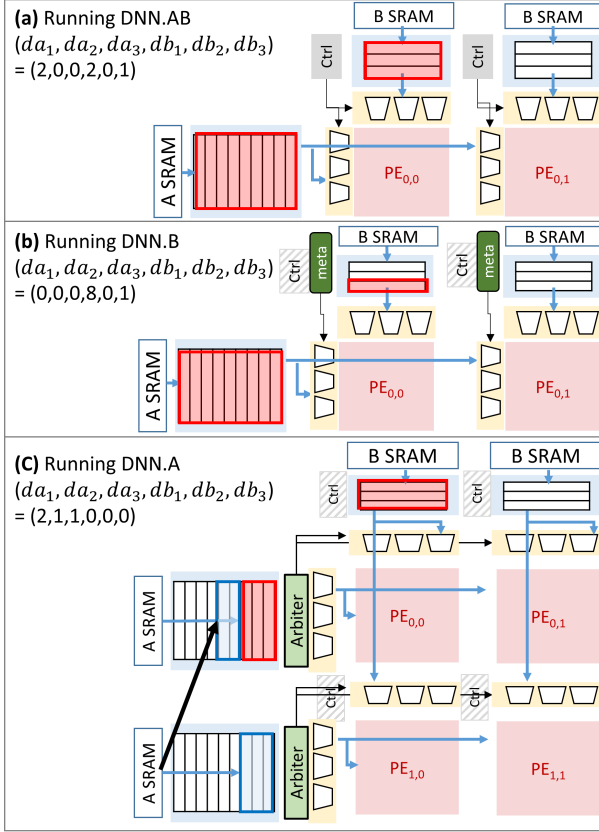 (a) Running DNN.AB
(da₁, da₂, da₃, db₁, db₂, db₃)
= (2,0,0,2,0,1)
B SRAM
B SRAM
Ctrl
Ctrl
A SRAM
PE₀,₀
PE₀,₁
(b) Running DNN.B
(da₁, da₂, da₃, db₁, db₂, db₃)
= (0,0,0,8,0,1)
B SRAM
B SRAM
Ctrl
meta
Ctrl
meta
A SRAM
PE₀,₀
PE₀,₁
(C) Running DNN.A
(da₁, da₂, da₃, db₁, db₂, db₃)
= (2,1,1,0,0,0)
B SRAM
B SRAM
Ctrl
Ctrl
A SRAM
Arbiter
PE₀,₀
PE₀,₁
Ctrl
Ctrl
A SRAM
Arbiter
PE₁,₀
PE₁,₁